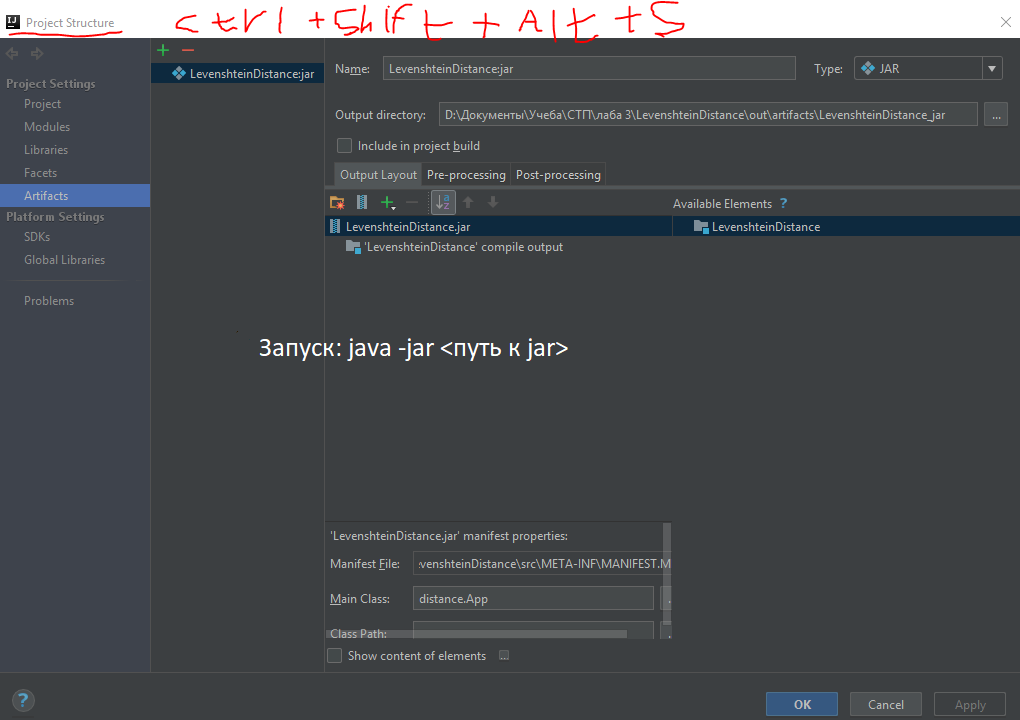 Project Structure
ctrl + Shift + Alt + S
Project Settings
Project
Modules
Libraries
Facets
Artifacts
Platform Settings
SDKs
Global Libraries
Problems
LevenshteinDistance:jar
Name: LevenshteinDistance:jar Type: JAR
Output directory: D:\Документы\Учеба\СТП\лаба 3\LevenshteinDistance\out\artifacts\LevenshteinDistance_jar ...
Include in project build
Output Layout Pre-processing Post-processing
Available Elements ?
LevenshteinDistance.jar LevenshteinDistance
'LevenshteinDistance' compile output
Запуск: java -jar <путь к jar>
'LevenshteinDistance.jar' manifest properties:
Manifest File: venshteinDistance\src\META-INF\MANIFEST.M
Main Class: distance.App
Class Path:
Show content of elements ...
? OK Cancel Apply